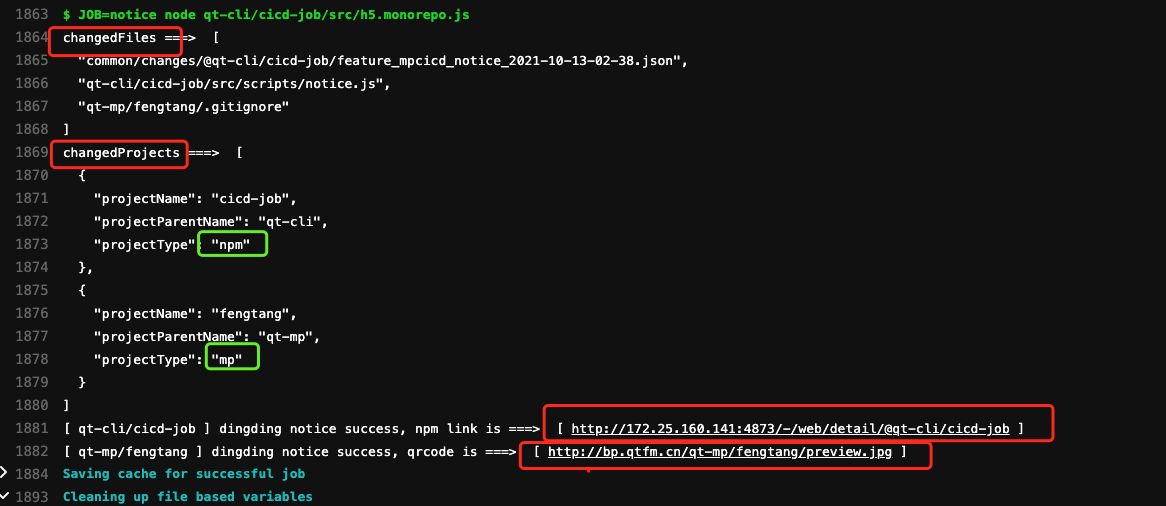 1863 $ JOB=notice node qt-cli/cicd-job/src/h5.monorepo.js
1864 changedFiles ===> [
1865 "common/changes/@qt-cli/cicd-job/feature_mpcicd_notice_2021-10-13-02-38.json",
1866 "qt-cli/cicd-job/src/scripts/notice.js",
1867 "qt-mp/fengtang/.gitignore"
1868 ]
1869 changedProjects ===> [
1870 {
1871 "projectName": "cicd-job",
1872 "projectParentName": "qt-cli",
1873 "projectType": "npm"
1874 },
1875 {
1876 "projectName": "fengtang",
1877 "projectParentName": "qt-mp",
1878 "projectType": "mp"
1879 }
1880 ]
1881 [ qt-cli/cicd-job ] dingding notice success, npm link is ===> [ http://172.25.160.141:4873/-/web/detail/@qt-cli/cicd-job ]
1882 [ qt-mp/fengtang ] dingding notice success, qrcode is ===> [ http://bp.qtfm.cn/qt-mp/fengtang/preview.jpg ]
1884 Saving cache for successful job
1893 Cleaning up file based variables